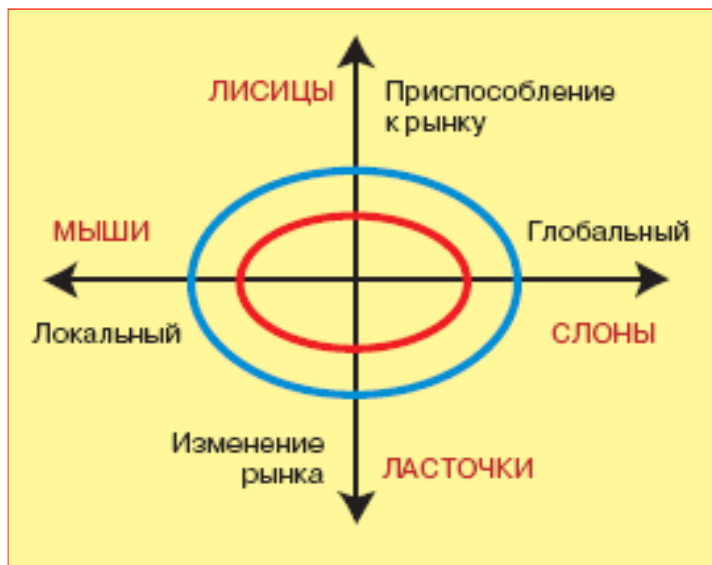 ЛИСИЦЫ
Приспособление
к рынку
МЫШИ
Глобальный
Локальный
СЛОНЫ
Изменение
рынка
ЛАСТОЧКИ